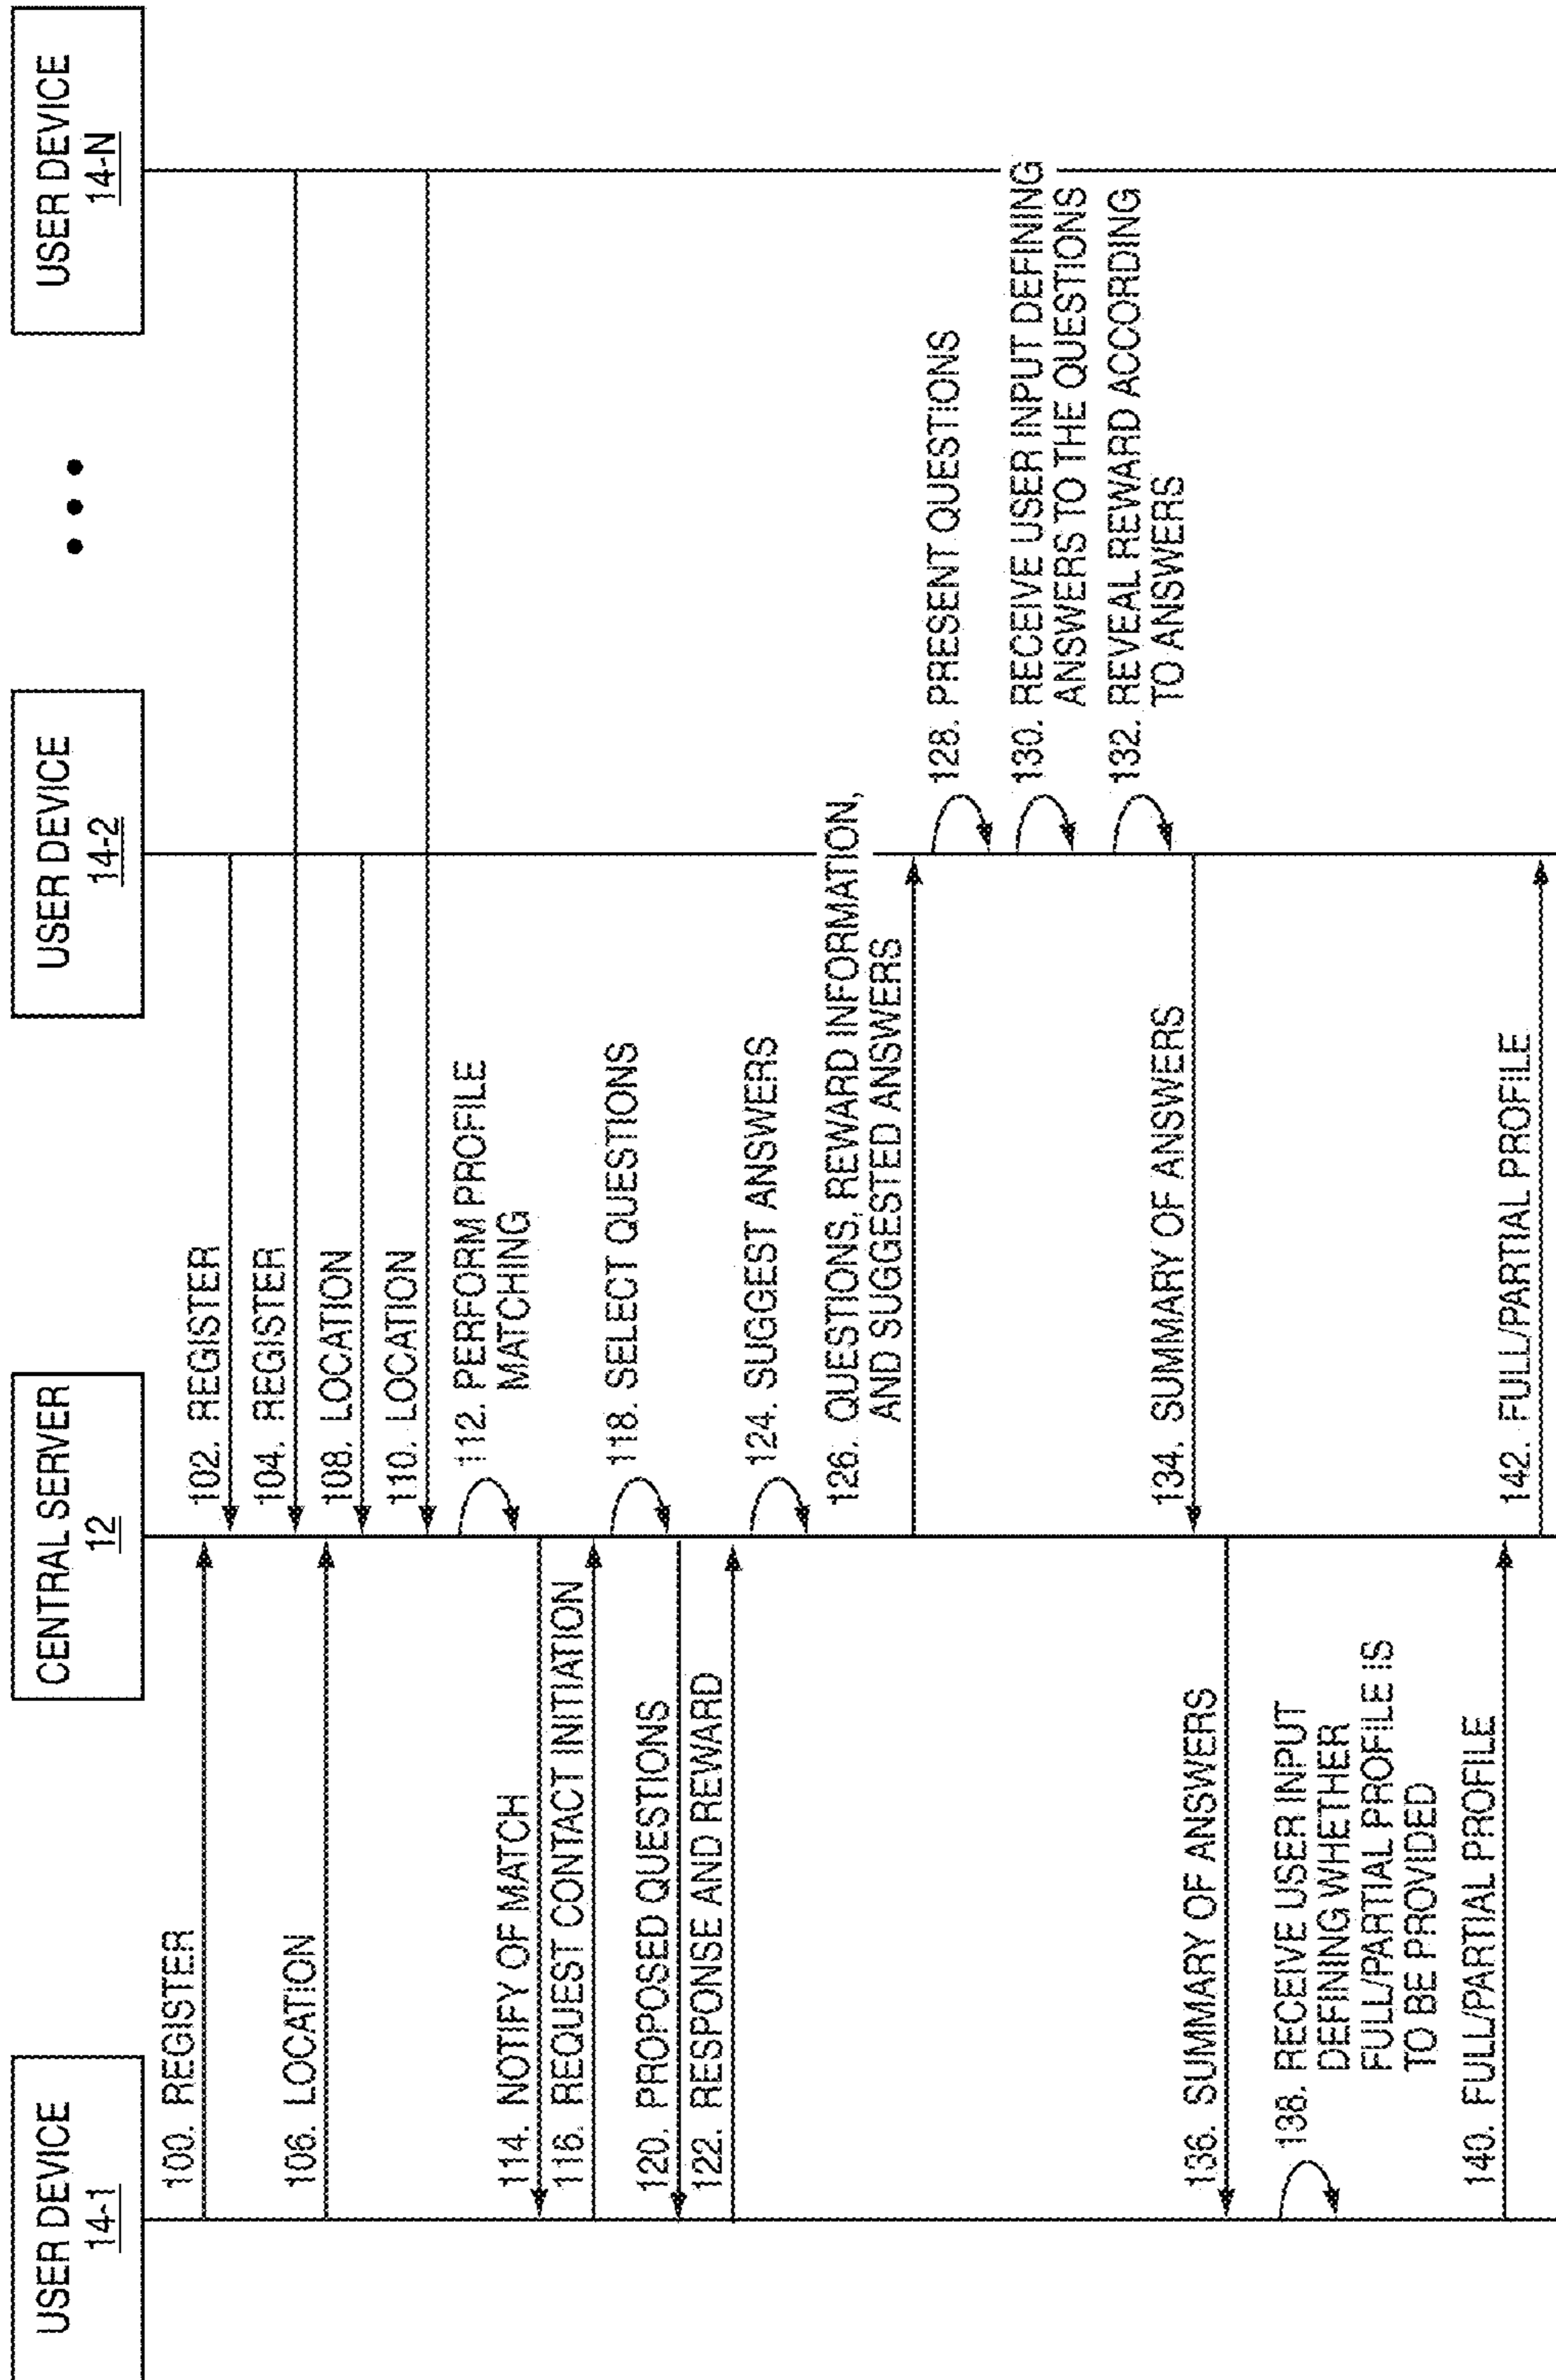 USER DEVICE
14-1
CENTRAL SERVER
12
USER DEVICE
14-2
USER DEVICE
14-N
100. REGISTER
102. REGISTER
104. REGISTER
106. LOCATION
108. LOCATION
110. LOCATION
112. PERFORM PROFILE
MATCHING
114. NOTIFY OF MATCH
116. REQUEST CONTACT INITIATION
118. SELECT QUESTIONS
120. PROPOSED QUESTIONS
122. RESPONSE AND REWARD
124. SUGGEST ANSWERS
126. QUESTIONS, REWARD INFORMATION,
AND SUGGESTED ANSWERS
128. PRESENT QUESTIONS
130. RECEIVE USER INPUT DEFINING
ANSWERS TO THE QUESTIONS
132. REVEAL REWARD ACCORDING
TO ANSWERS
134. SUMMARY OF ANSWERS
136. SUMMARY OF ANSWERS
138. RECEIVE USER INPUT
DEFINING WHETHER
FULL/PARTIAL PROFILE IS
TO BE PROVIDED
140. FULL/PARTIAL PROFILE
142. FULL/PARTIAL PROFILE